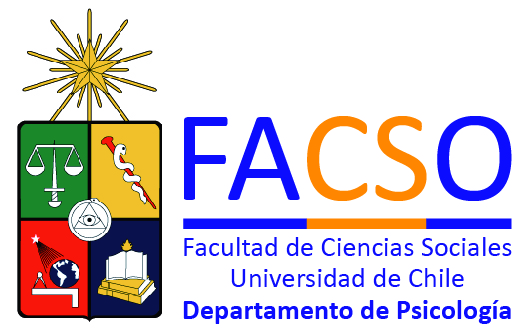 FACSO
Facultad de Ciencias Sociales
Universidad de Chile
Departamento de Psicología